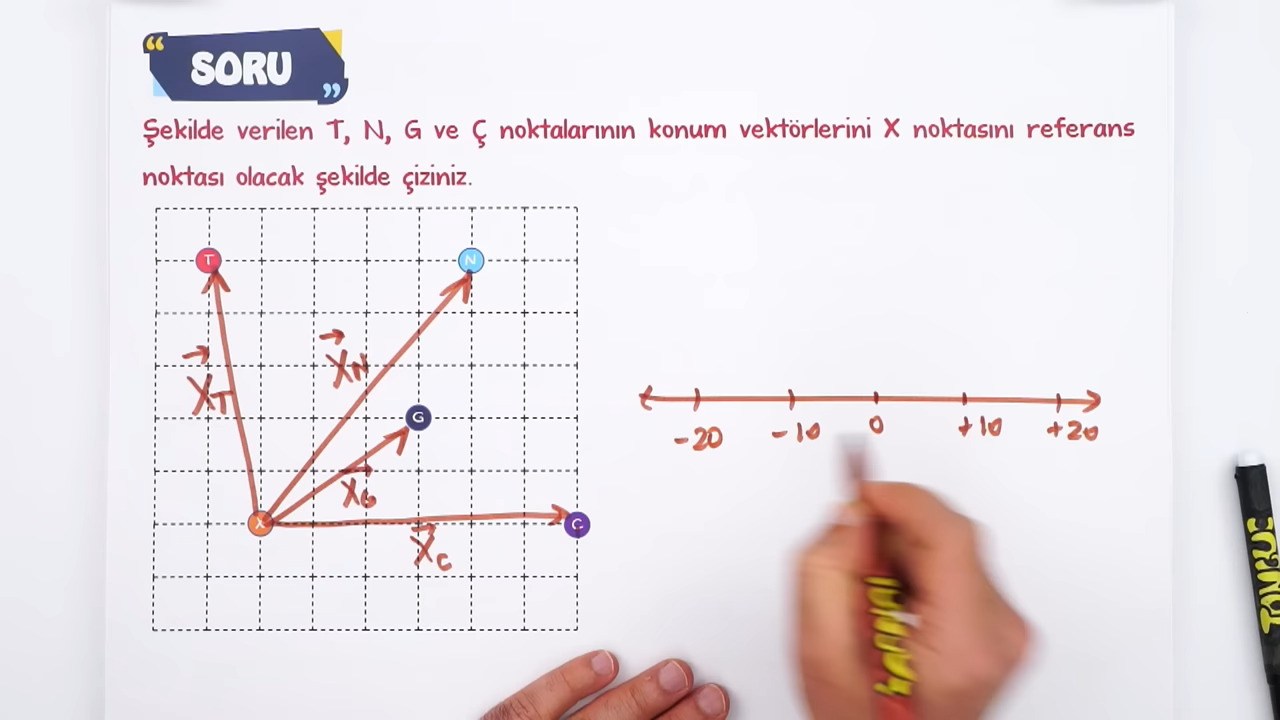 SORU
Şekilde verilen T, N, G ve Ç noktalarının konum vektörlerini X noktasını referans
noktası olacak şekilde çiziniz.
T
N
X_N
X_T
G
X_G
X
Ç
X_Ç
-20 -10 0 +10 +20